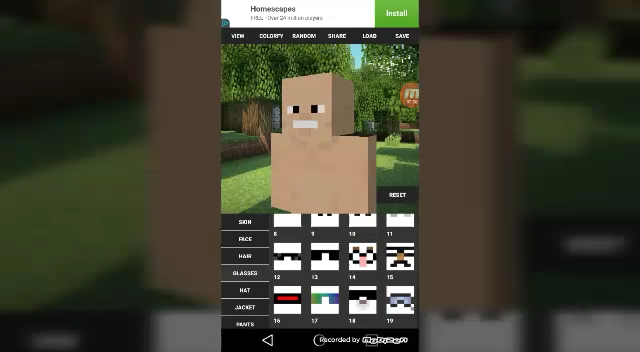 Homescapes
FREE · Over 24 million players
Install
VIEW COLORFY RANDOM SHARE LOAD SAVE
RESET
SKIN
FACE
HAIR
GLASSES
HAT
JACKET
PANTS
8 9 10 11
12 13 14 15
16 17 18 19
Recorded by